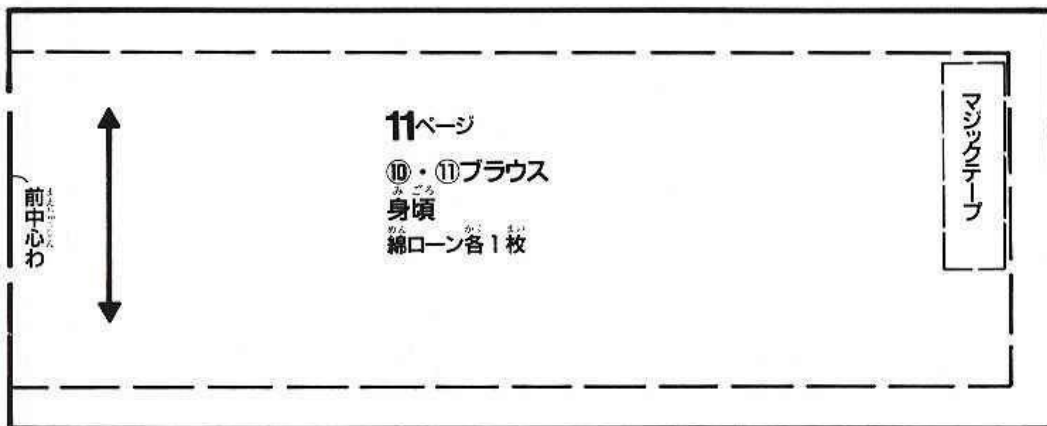 11ページ
⑩・⑪ブラウス
身頃
綿ローン各1枚
前中心わ
マジックテープ